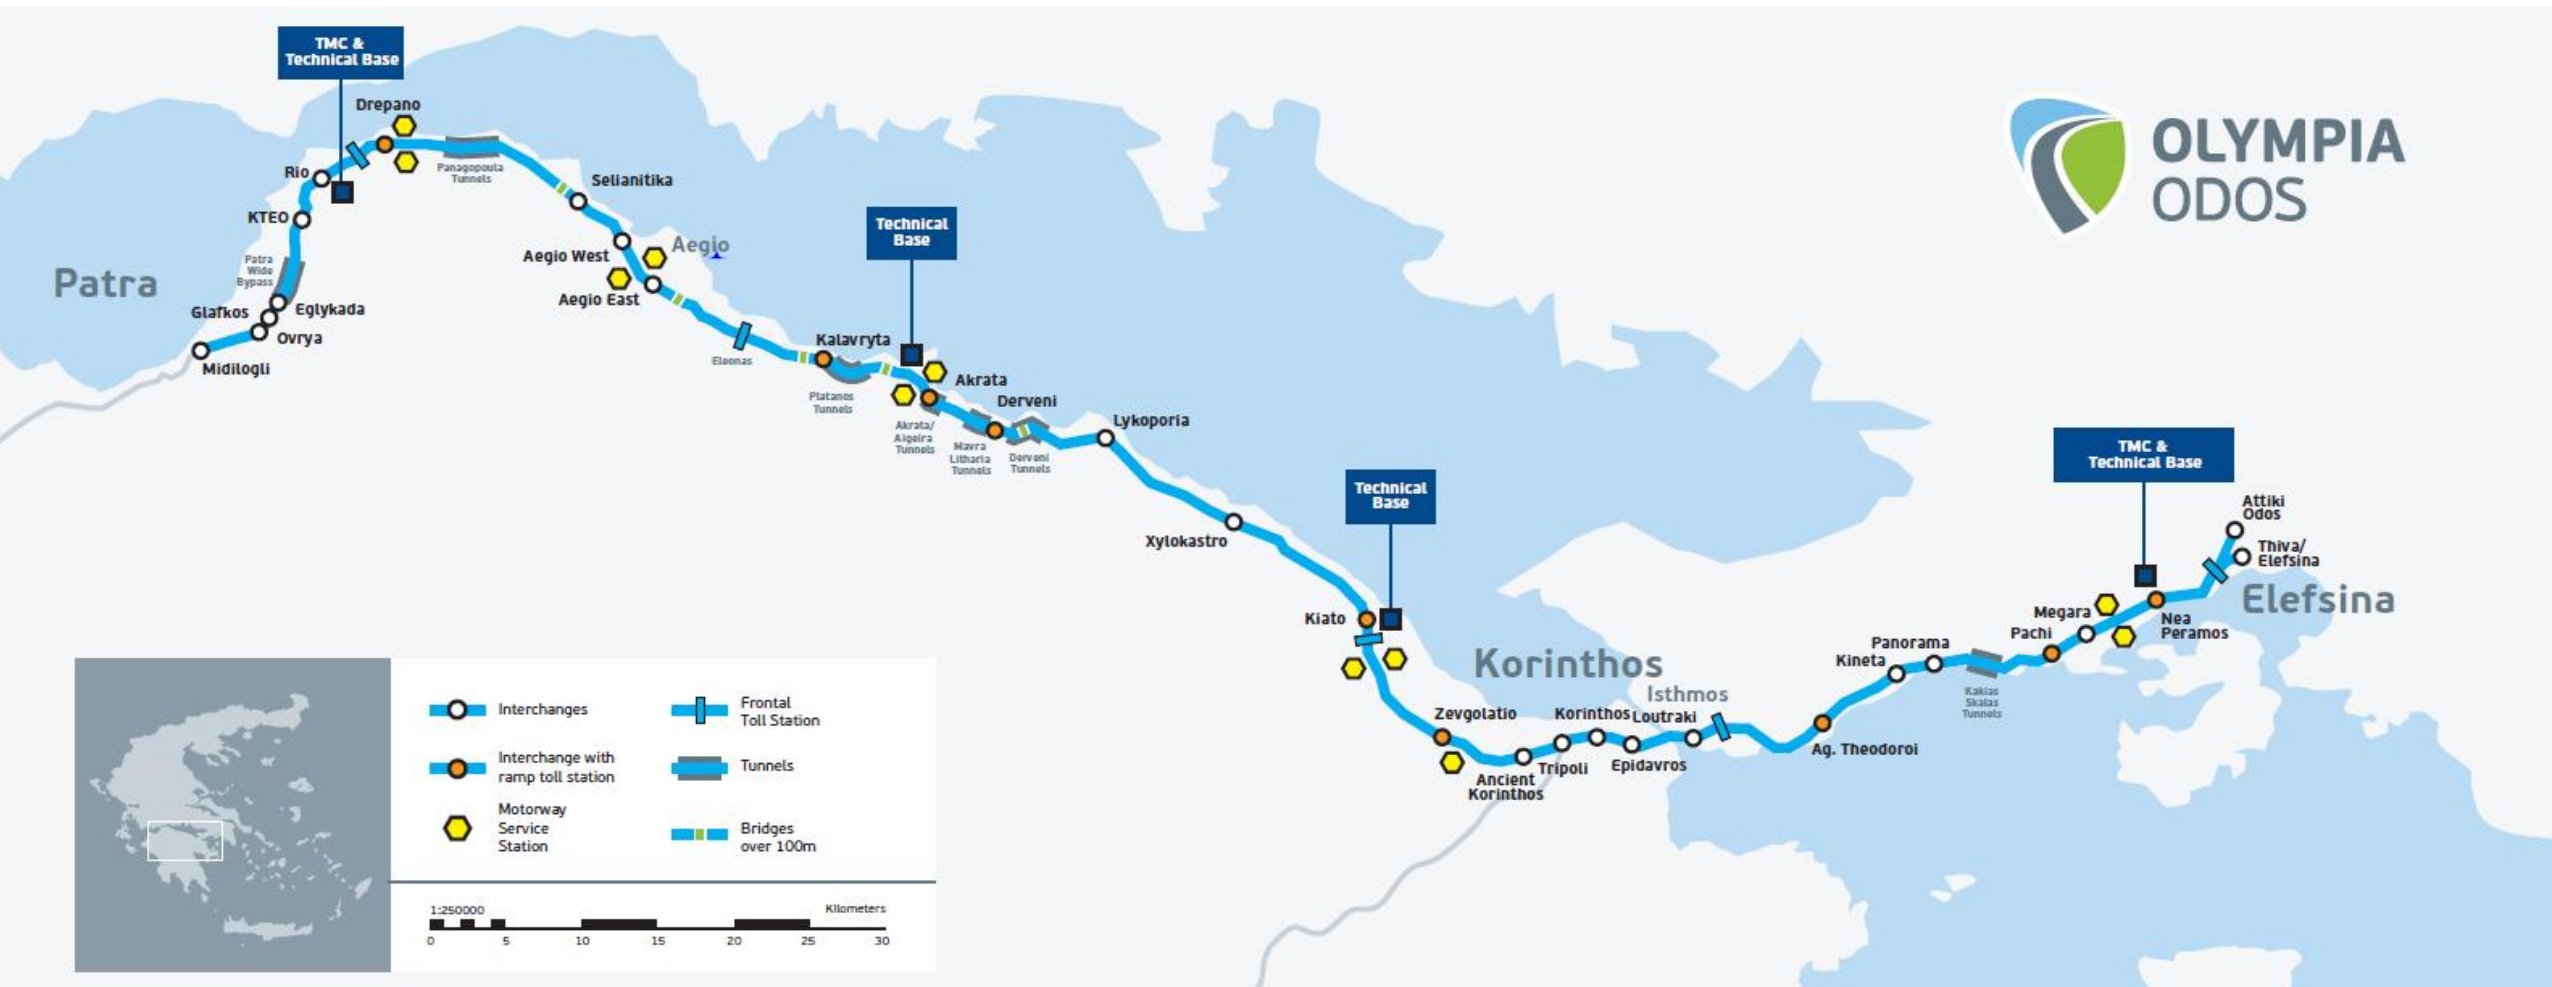 TMC &
Technical Base
Drepano
Panagopoula
Tunnels
Rio
KTEO
Patra
Wide
Bypass
Patra
Glafkos
Eglykada
Ovrya
Midilogli
Selianitika
Aegio West
Aegio
Aegio East
Eleonas
Technical
Base
Kalavryta
Platanos
Tunnels
Akrata
Akrata/
Aigeira
Tunnels
Derveni
Mavra
Litharia
Tunnels
Derveni
Tunnels
Lykoporia
Xylokastro
Technical
Base
Kiato
Korinthos
Isthmos
Zevgolatio
Ancient
Korinthos
Tripoli
Korinthos
Epidavros
Loutraki
Ag. Theodoroi
Kineta
Panorama
Kakias
Skalas
Tunnels
Pachi
Megara
TMC &
Technical Base
Nea
Peramos
Attiki
Odos
Thiva/
Elefsina
Elefsina
OLYMPIA
ODOS
Interchanges
Interchange with
ramp toll station
Motorway
Service
Station
Frontal
Toll Station
Tunnels
Bridges
over 100m
1:250000
Kilometers
0 5 10 15 20 25 30